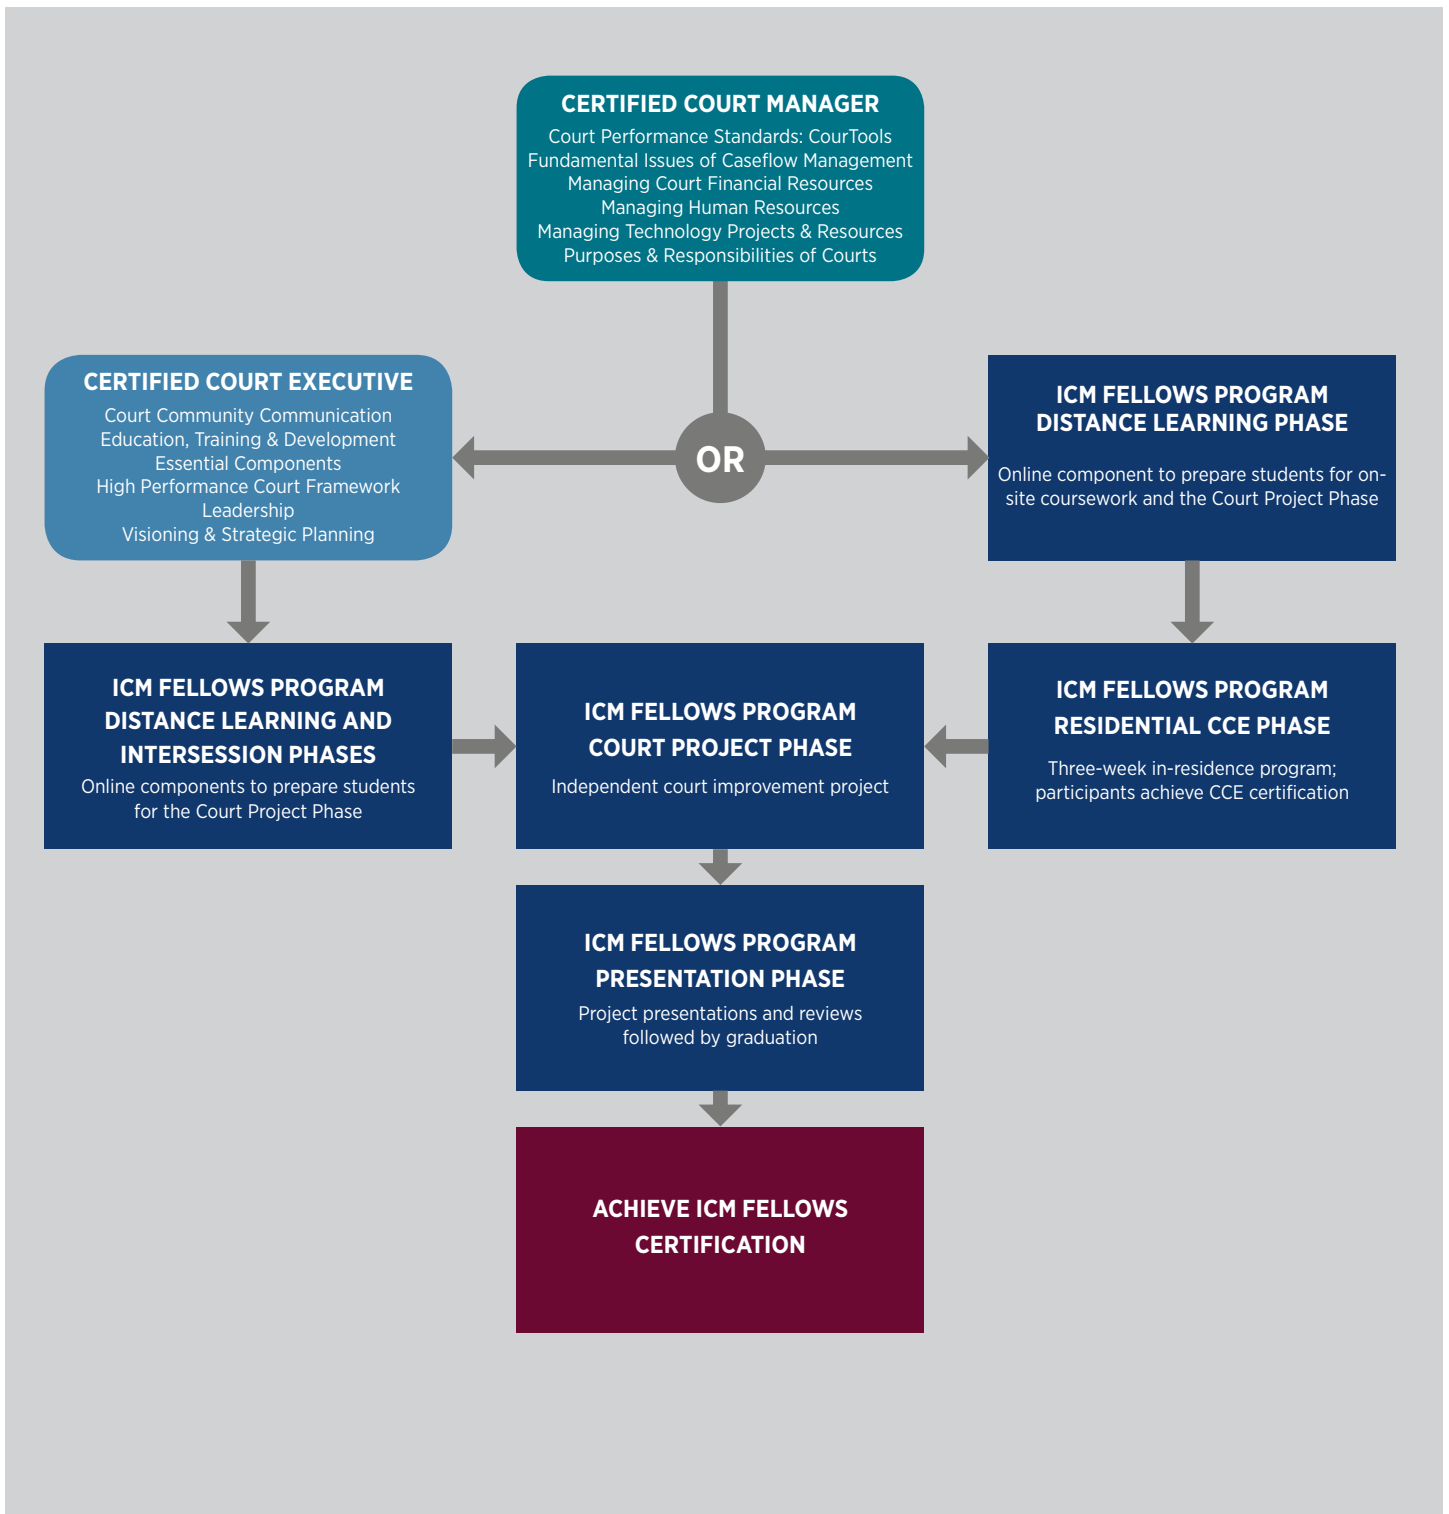 CERTIFIED COURT MANAGER
Court Performance Standards: CourTools
Fundamental Issues of Caseflow Management
Managing Court Financial Resources
Managing Human Resources
Managing Technology Projects & Resources
Purposes & Responsibilities of Courts
CERTIFIED COURT EXECUTIVE
Court Community Communication
Education, Training & Development
Essential Components
High Performance Court Framework
Leadership
Visioning & Strategic Planning
OR
ICM FELLOWS PROGRAM
DISTANCE LEARNING PHASE
Online component to prepare students for on-
site coursework and the Court Project Phase
ICM FELLOWS PROGRAM
DISTANCE LEARNING AND
INTERSESSION PHASES
Online components to prepare students
for the Court Project Phase
ICM FELLOWS PROGRAM
COURT PROJECT PHASE
Independent court improvement project
ICM FELLOWS PROGRAM
RESIDENTIAL CCE PHASE
Three-week in-residence program;
participants achieve CCE certification
ICM FELLOWS PROGRAM
PRESENTATION PHASE
Project presentations and reviews
followed by graduation
ACHIEVE ICM FELLOWS
CERTIFICATION